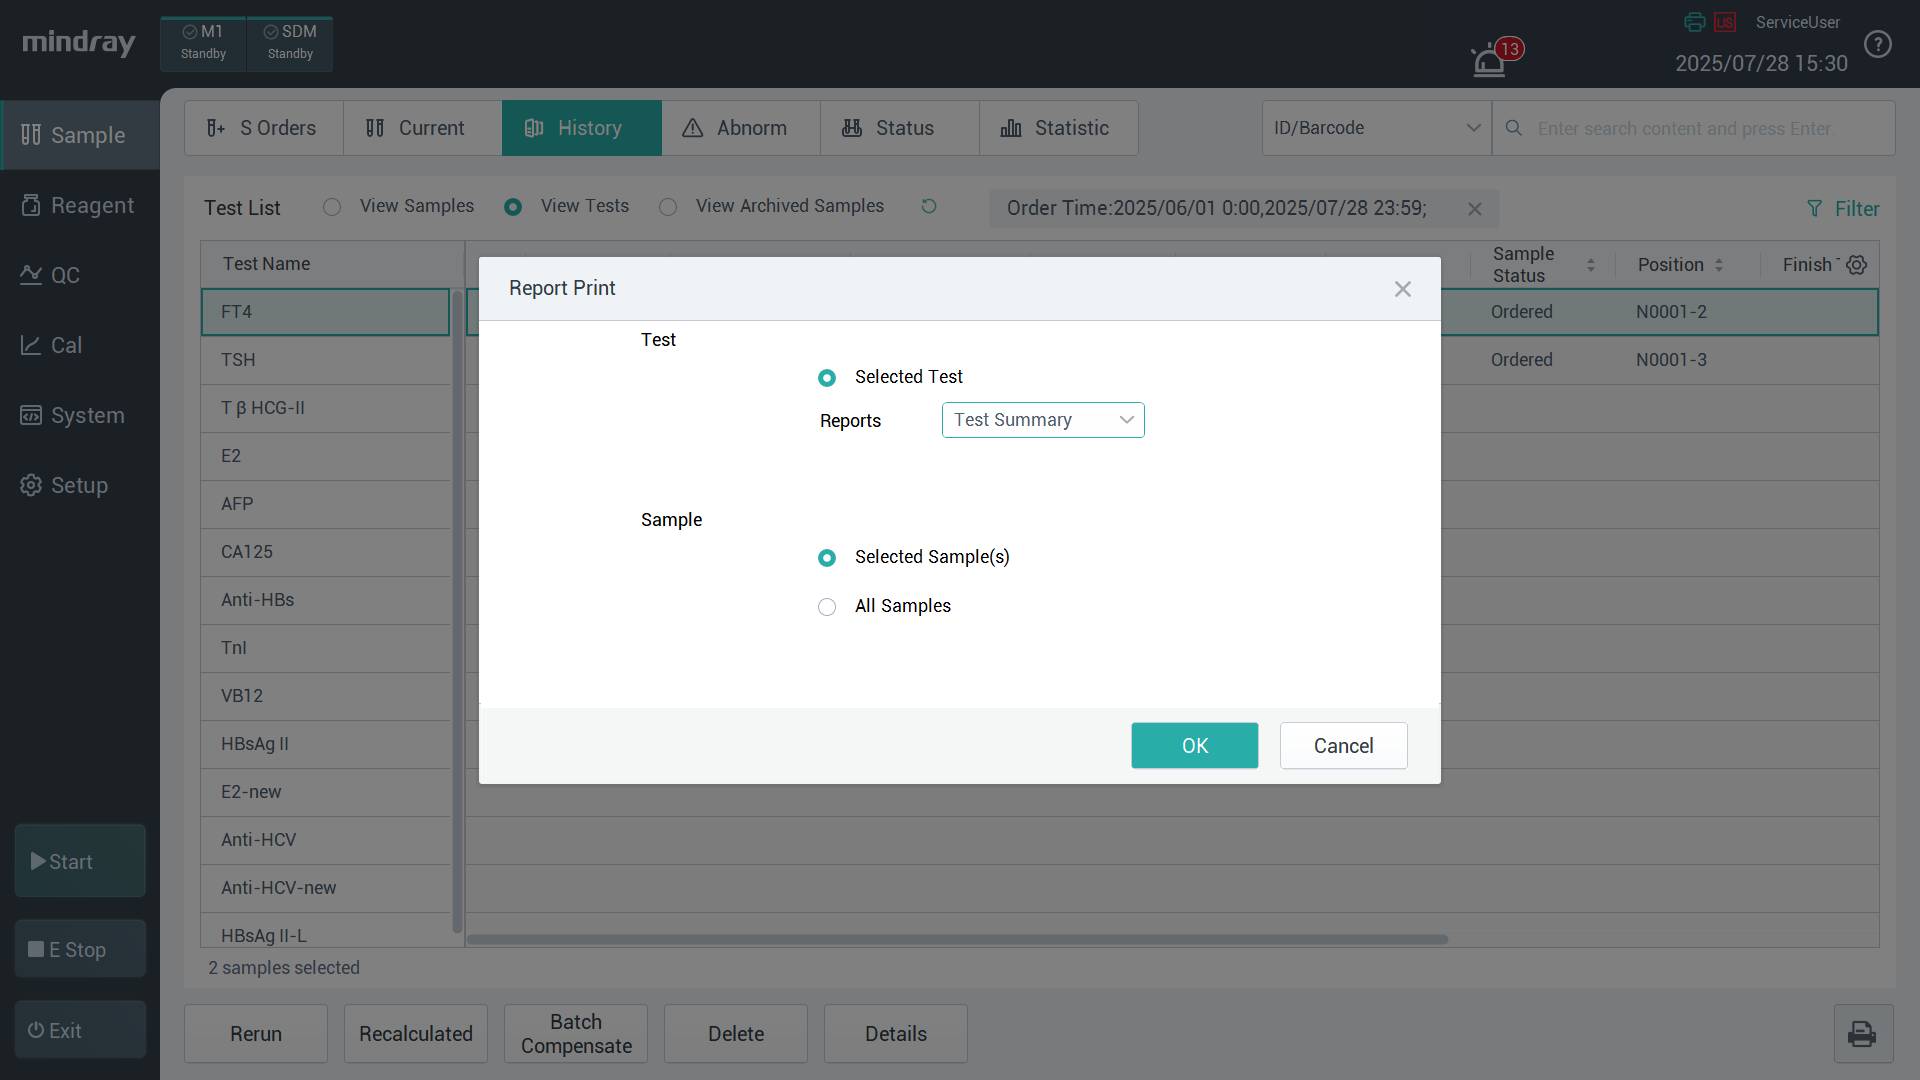 mindray
M1
Standby
SDM
Standby
13
LIS
ServiceUser
2025/07/28 15:30
?
Sample
Reagent
QC
Cal
System
Setup
Start
E Stop
Exit
S Orders
Current
History
Abnorm
Status
Statistic
ID/Barcode
Enter search content and press Enter.
Test List
View Samples
View Tests
View Archived Samples
Order Time:2025/06/01 0:00,2025/07/28 23:59;
Filter
Test Name
Sample
Status
Position
Finish
FT4
Ordered
N0001-2
TSH
Ordered
N0001-3
T β HCG-II
E2
AFP
CA125
Anti-HBs
TnI
VB12
HBsAg II
E2-new
Anti-HCV
Anti-HCV-new
HBsAg II-L
Report Print
Test
Selected Test
Reports
Test Summary
Sample
Selected Sample(s)
All Samples
OK
Cancel
2 samples selected
Rerun
Recalculated
Batch
Compensate
Delete
Details